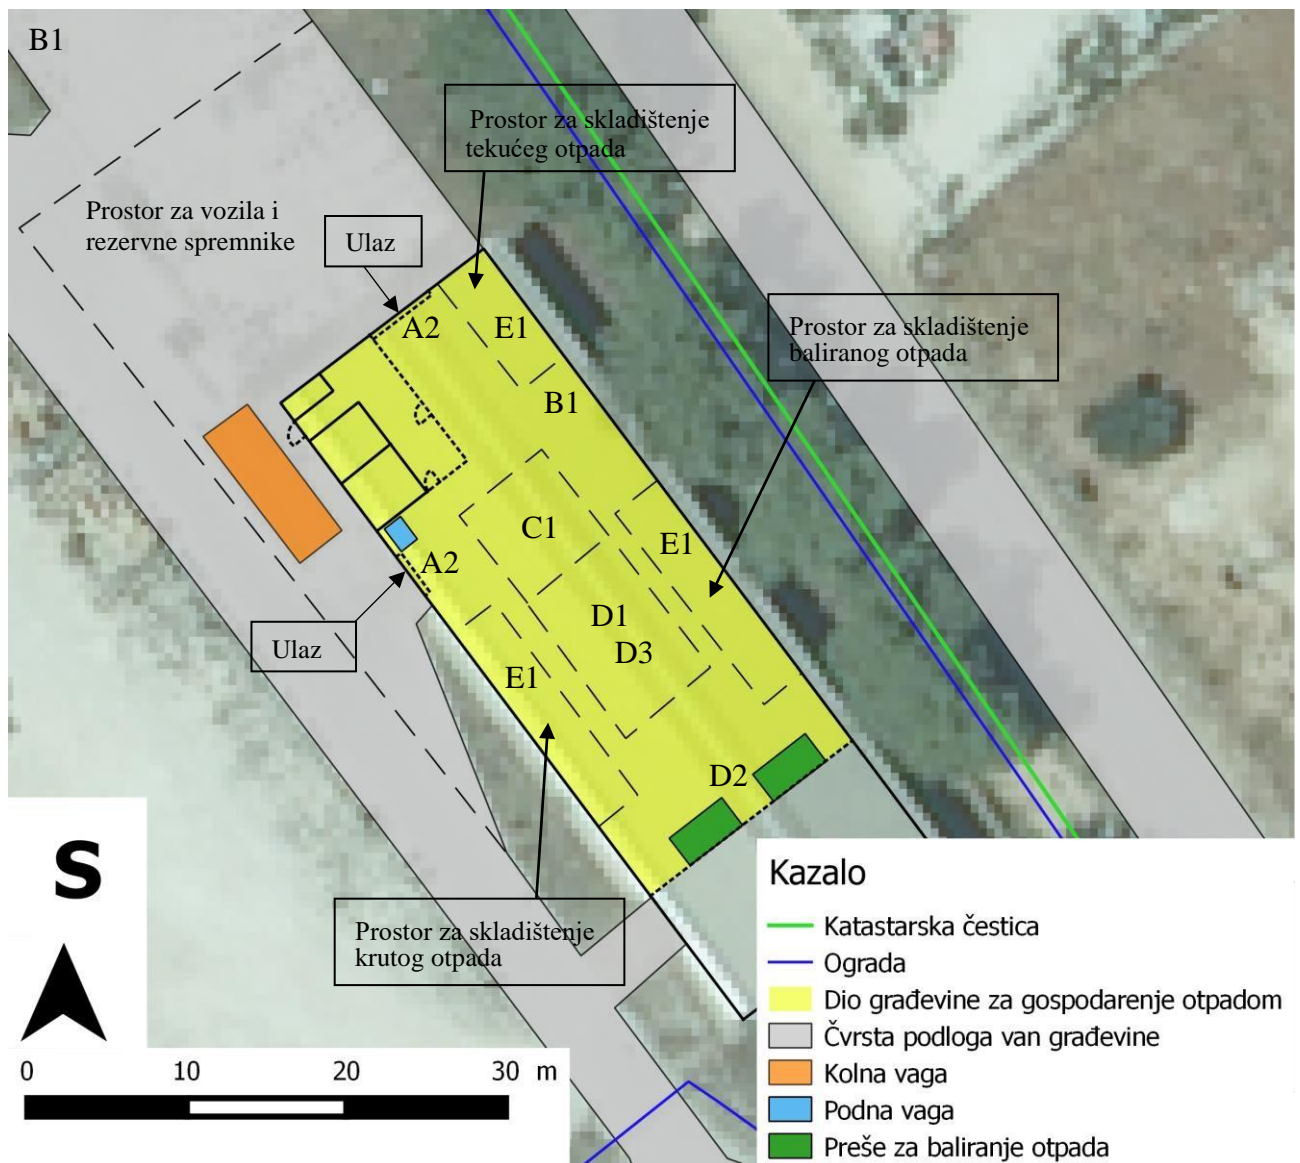 B1
Prostor za skladištenje
tekućeg otpada
Prostor za vozila i
rezervne spremnike
Ulaz
A2
E1
Prostor za skladištenje
baliranog otpada
B1
C1
E1
A2
D1
D3
Ulaz
E1
D2
Prostor za skladištenje
krutog otpada
S
0 10 20 30 m
Kazalo
Katastarska čestica
Ograda
Dio građevine za gospodarenje otpadom
Čvrsta podloga van građevine
Kolna vaga
Podna vaga
Preše za baliranje otpada